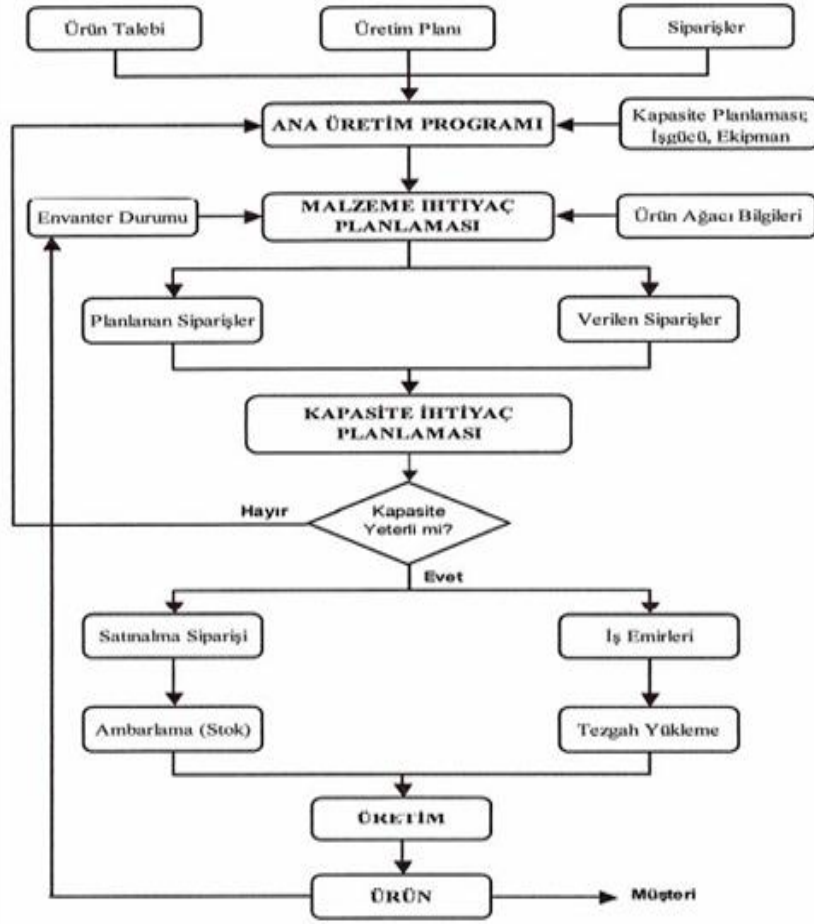 Ürün Talebi
Üretim Planı
Siparişler
ANA ÜRETİM PROGRAMI
Kapasite Planlaması;
İşgücü, Ekipman
Envanter Durumu
MALZEME IHTIYAÇ
PLANLAMASI
Ürün Ağacı Bilgileri
Planlanan Siparişler
Verilen Siparişler
KAPASİTE İHTİYAÇ
PLANLAMASI
Hayır
Kapasite
Yeterli mi?
Evet
Satınalma Siparişi
İş Emirleri
Ambarlama (Stok)
Tezgah Yükleme
ÜRETİM
ÜRÜN
Müşteri